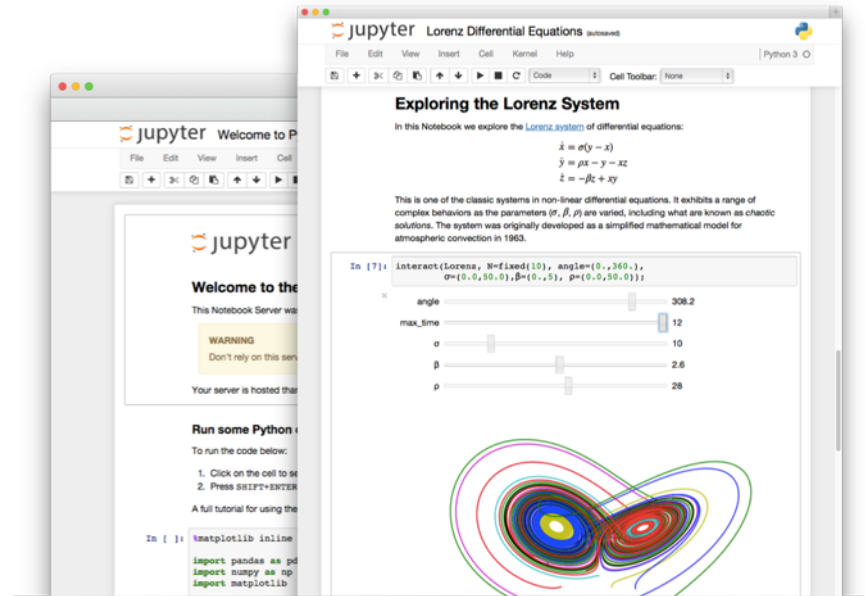 jupyter Lorenz Differential Equations (autosaved)
File Edit View Insert Cell Kernel Help
Python 3
Code
Cell Toolbar: None
Exploring the Lorenz System
In this Notebook we explore the Lorenz system of differential equations:
ẋ = σ(y − x)
ẏ = ρx − y − xz
ż = −βz + xy
This is one of the classic systems in non-linear differential equations. It exhibits a range of
complex behaviors as the parameters (σ, β, ρ) are varied, including what are known as chaotic
solutions. The system was originally developed as a simplified mathematical model for
atmospheric convection in 1963.
In [7]: interact(Lorenz, N=fixed(10), angle=(0.,360.),
σ=(0.0,50.0),β=(0.,5), ρ=(0.0,50.0));
angle 308.2
max_time 12
σ 10
β 2.6
ρ 28
jupyter Welcome to P
File Edit View Insert Cell
jupyter
Welcome to the
This Notebook Server was
WARNING
Don't rely on this serv
Your server is hosted than
Run some Python
To run the code below:
1. Click on the cell to se
2. Press SHIFT+ENTER
A full tutorial for using the
In [ ]: %matplotlib inline
import pandas as pd
import numpy as np
import matplotlib